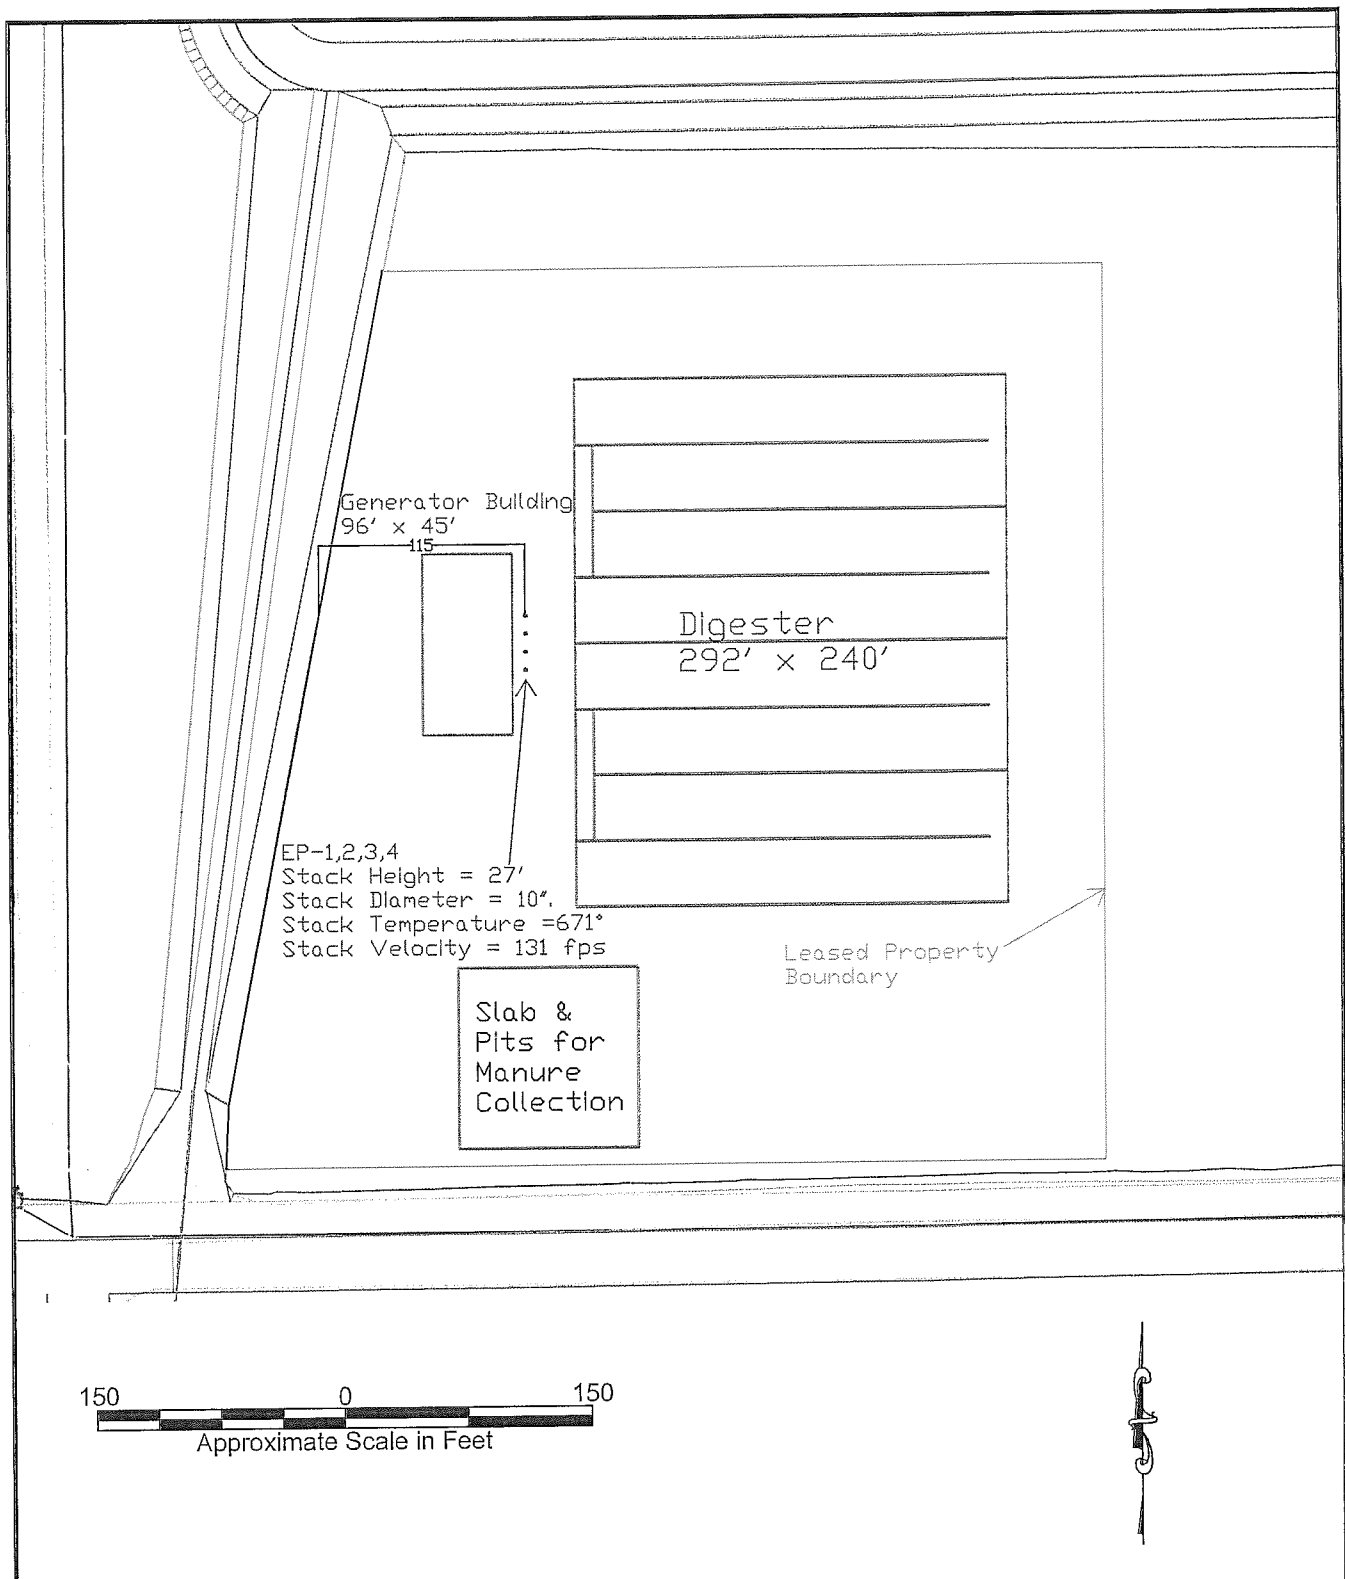 Generator Building
96' x 45'
115
Digester
292' x 240'
EP-1,2,3,4
Stack Height = 27'
Stack Diameter = 10".
Stack Temperature =671°
Stack Velocity = 131 fps
Leased Property
Boundary
Slab &
Pits for
Manure
Collection
150 0 150
Approximate Scale in Feet